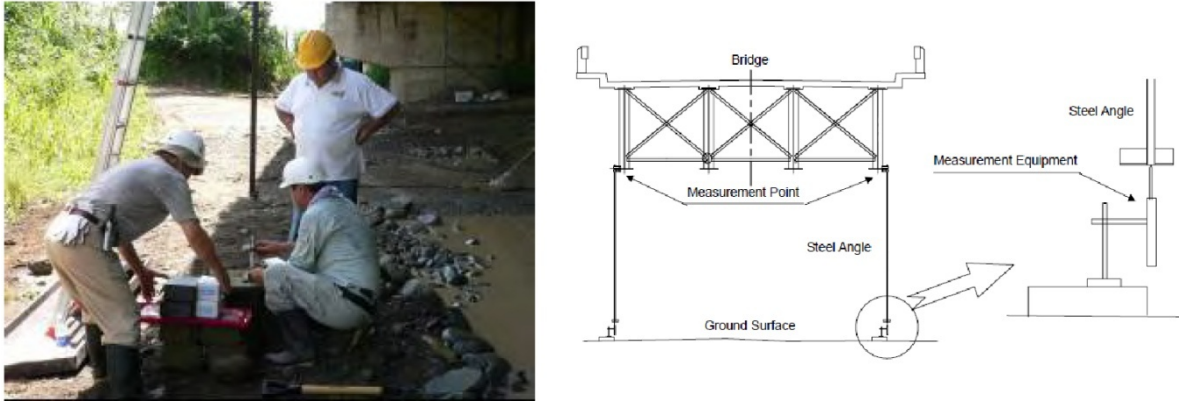 Bridge
Steel Angle
Measurement Equipment
Measurement Point
Steel Angle
Ground Surface